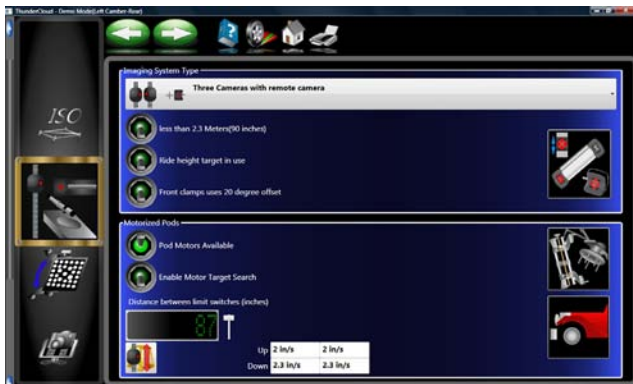 ThunderCloud - Demo Mode(Left Camber-Rear)
ISO
Imaging System Type
Three Cameras with remote camera
less than 2.3 Meters(90 inches)
Ride height target in use
Front clamps uses 20 degree offset
Motorized Pods
Pod Motors Available
Enable Motor Target Search
Distance between limit switches (inches)
87
Up 2 in/s 2 in/s
Down 2.3 in/s 2.3 in/s